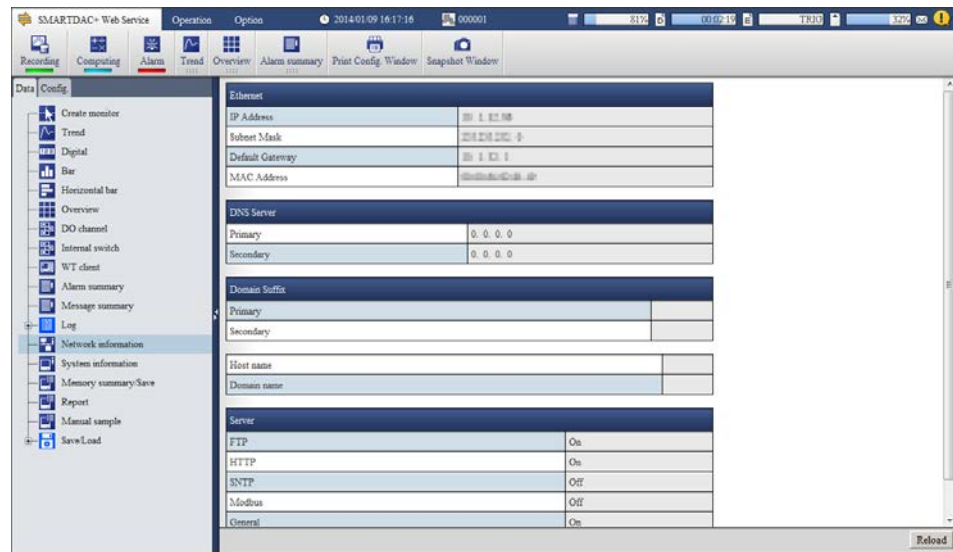 SMARTDAC+ Web Service Operation Option 2014/01/09 16:17:16 000001 81% D 00:02:19 E TRIO 32%
Recording Computing Alarm Trend Overview Alarm summary Print Config. Window Snapshot Window
Data Config.
Create monitor
Trend
Digital
Bar
Horizontal bar
Overview
DO channel
Internal switch
WT client
Alarm summary
Message summary
Log
Network information
System information
Memory summary/Save
Report
Manual sample
Save/Load
Ethernet
IP Address
Subnet Mask
Default Gateway
MAC Address
DNS Server
Primary 0. 0. 0. 0
Secondary 0. 0. 0. 0
Domain Suffix
Primary
Secondary
Host name
Domain name
Server
FTP On
HTTP On
SNTP Off
Modbus Off
General On
Reload